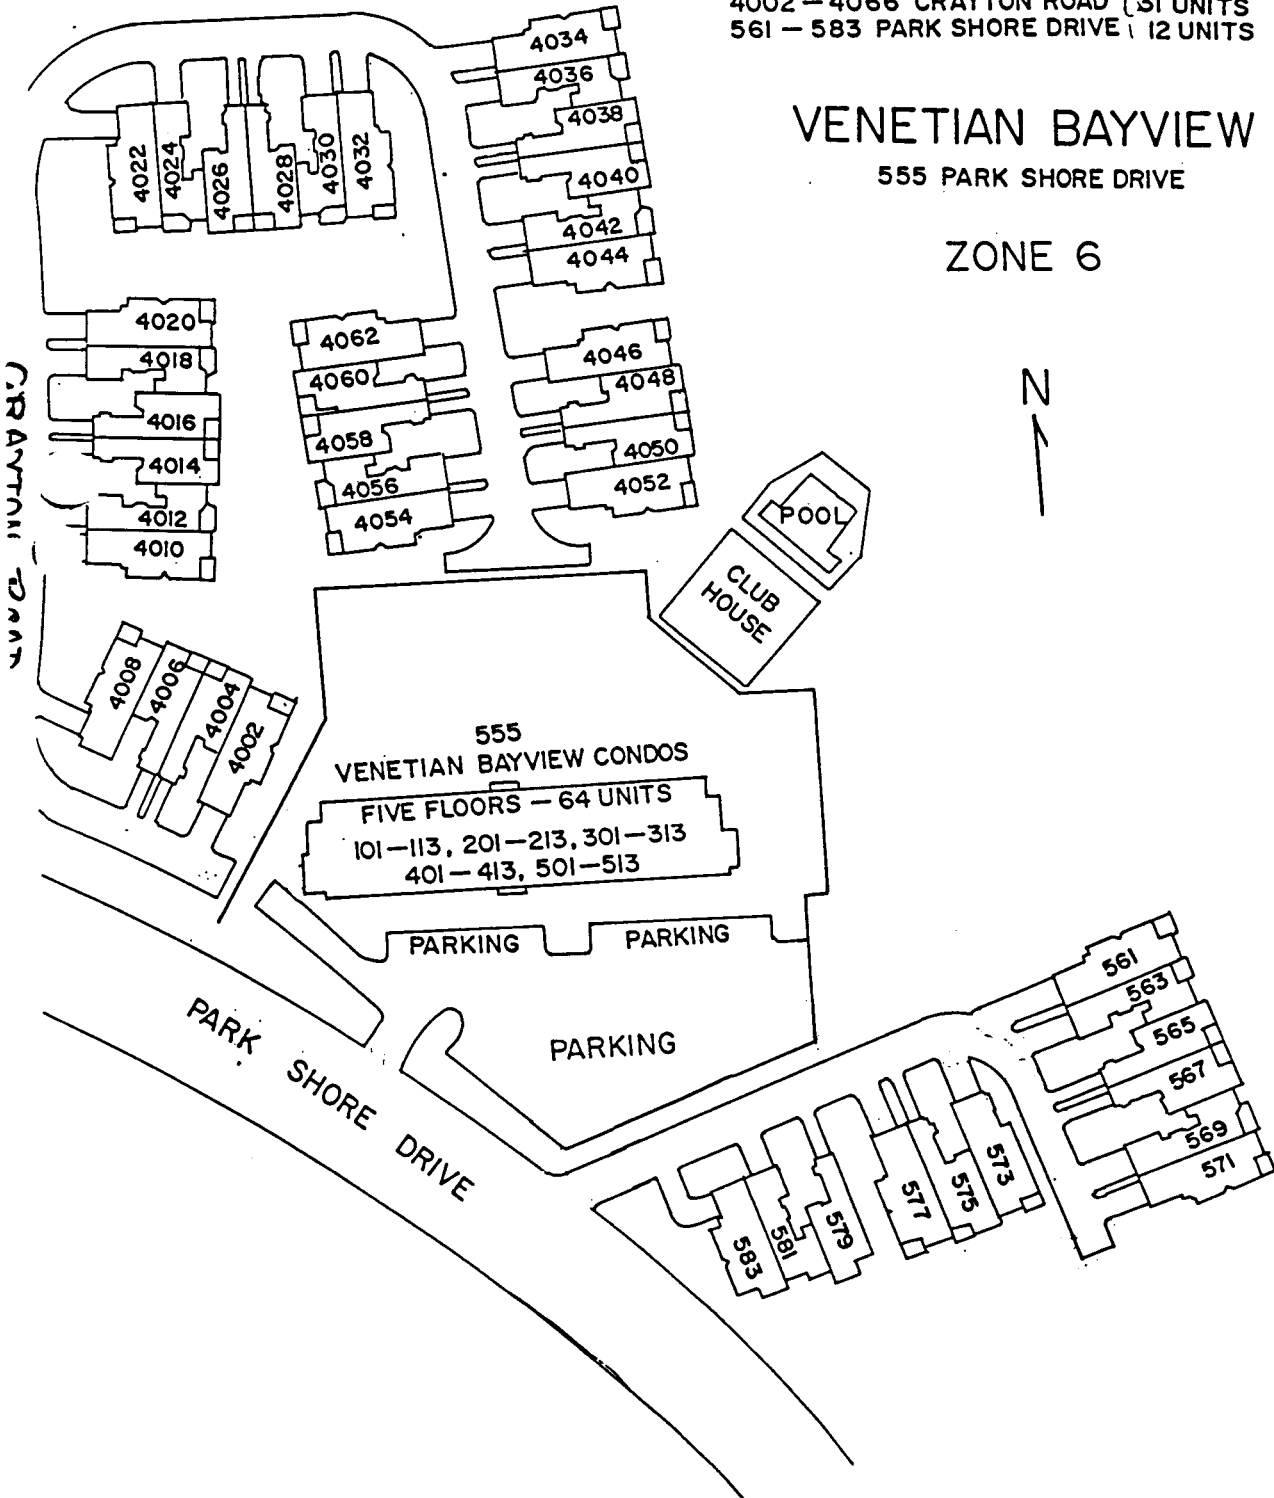 4002 — 4066 CRAYTON ROAD (31 UNITS
561 — 583 PARK SHORE DRIVE ( 12 UNITS
VENETIAN BAYVIEW
555 PARK SHORE DRIVE
ZONE 6
N
4034
4036
4038
4040
4042
4044
4022
4024
4026
4028
4030
4032
4020
4018
4016
4014
4012
4010
4062
4060
4058
4056
4054
4046
4048
4050
4052
POOL
CLUB
HOUSE
CRAYTON
4008
4006
4004
4002
555
VENETIAN BAYVIEW CONDOS
FIVE FLOORS — 64 UNITS
101—113, 201—213, 301—313
401—413, 501—513
PARKING
PARKING
PARKING
PARK SHORE DRIVE
561
563
565
567
569
571
573
575
577
579
581
583